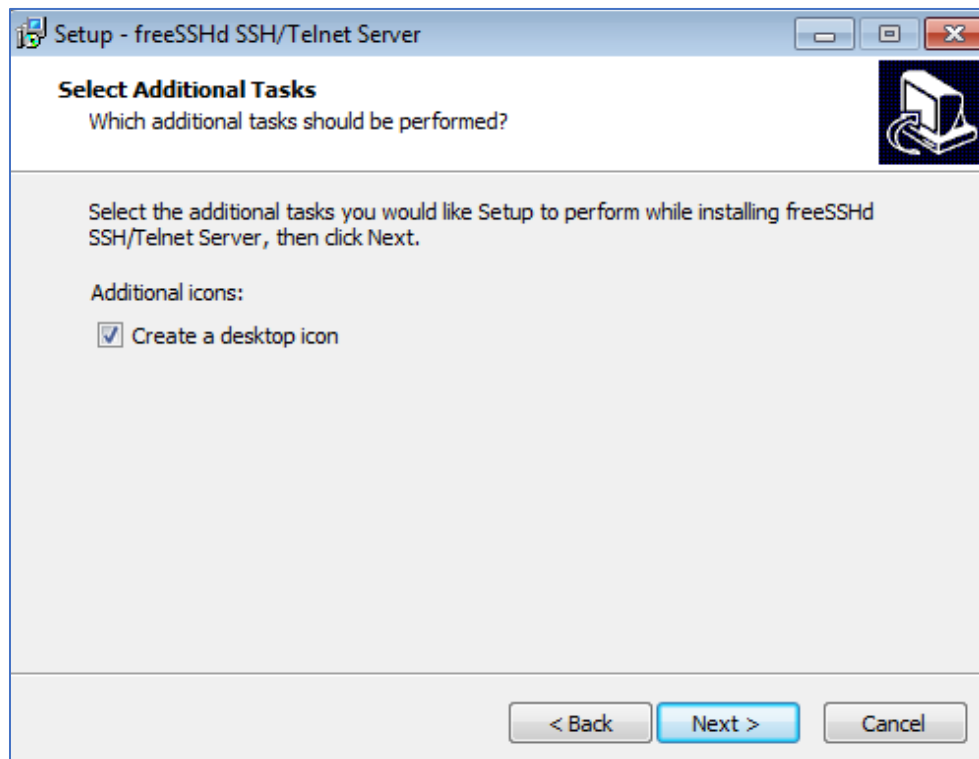 Setup - freeSSHd SSH/Telnet Server
Select Additional Tasks
Which additional tasks should be performed?
Select the additional tasks you would like Setup to perform while installing freeSSHd
SSH/Telnet Server, then click Next.
Additional icons:
Create a desktop icon
< Back
Next >
Cancel